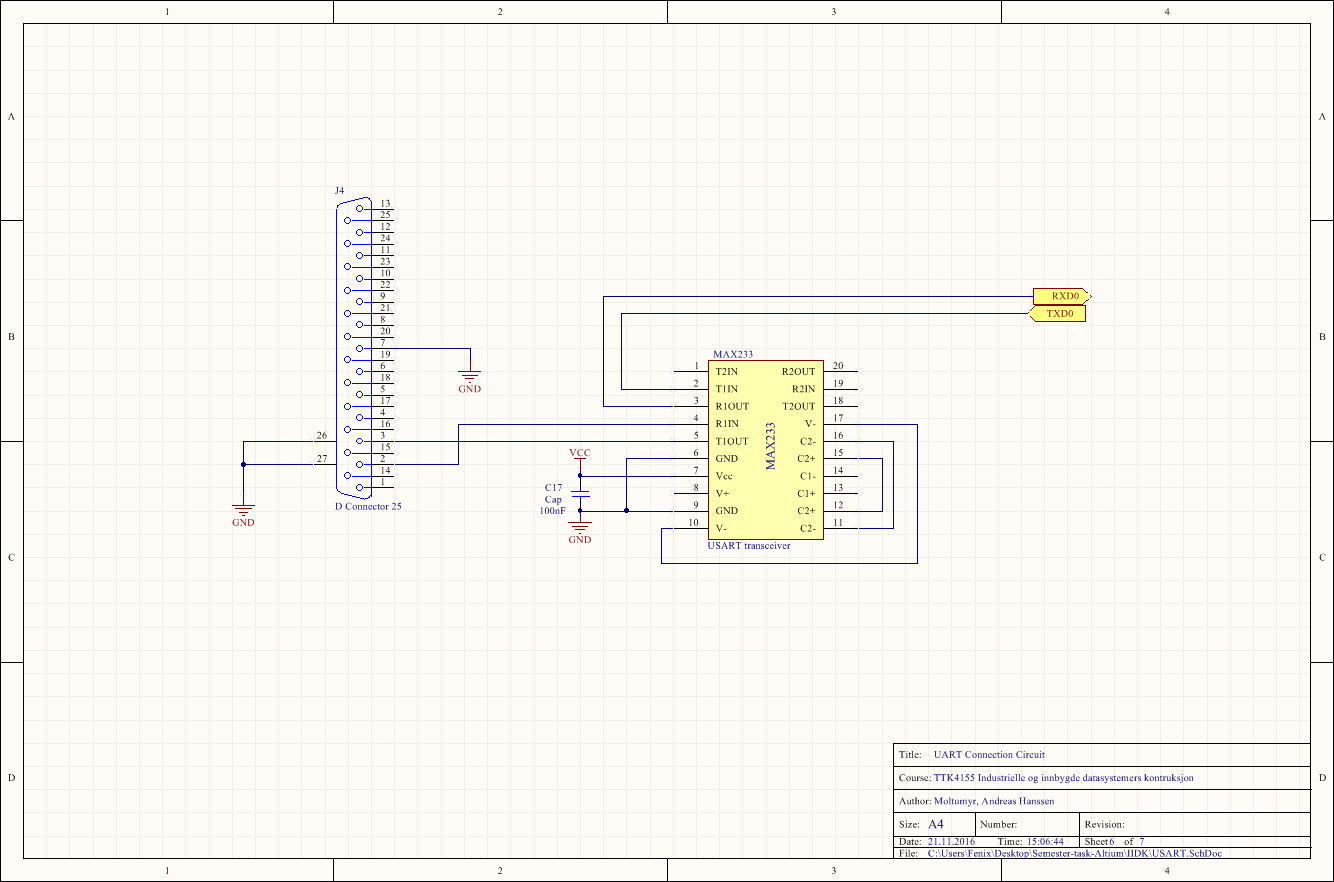 1 2 3 4
A A
J4
13
25
12
24
11
23
10
22
9
21
8
20
7
19
6
18
5
17
4
16
3
15
2
14
1
26
27
GND
GND
D Connector 25
B B
RXD0
TXD0
MAX233
1 T2IN R2OUT 20
2 T1IN R2IN 19
3 R1OUT T2OUT 18
4 R1IN V- 17
5 T1OUT C2- 16
6 GND C2+ 15
7 Vcc C1- 14
8 V+ C1+ 13
9 GND C2+ 12
10 V- C2- 11
MAX233
USART transceiver
VCC
C17
Cap
100nF
GND
C C
D D
Title: UART Connection Circuit
Course: TTK4155 Industrielle og innbygde datasystemers kontruksjon
Author: Moltumyr, Andreas Hanssen
Size: A4 Number: Revision:
Date: 21.11.2016 Time: 15:06:44 Sheet 6 of 7
File: C:\Users\Fenix\Desktop\Semester-task-Altium\IIDK\USART.SchDoc
1 2 3 4